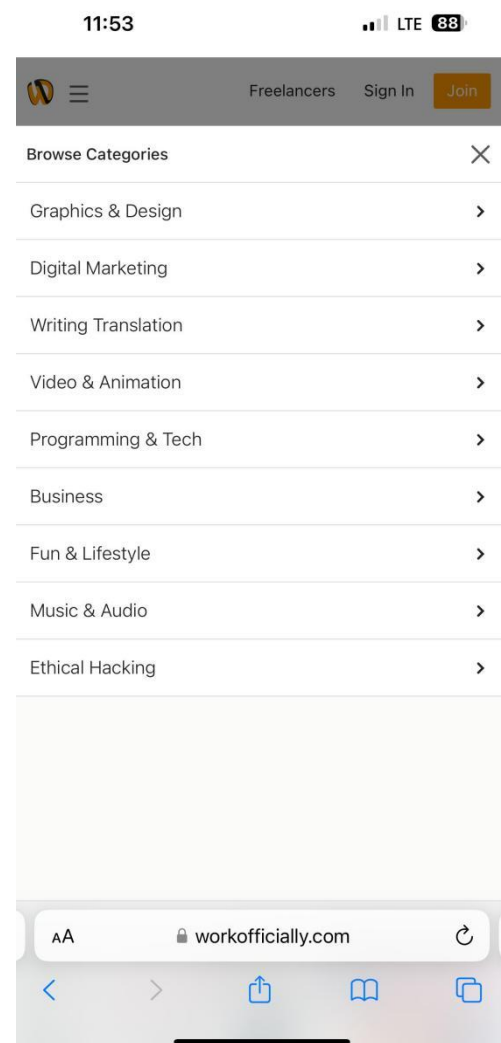 11:53 LTE 88
Freelancers Sign In Join
Browse Categories
Graphics & Design
Digital Marketing
Writing Translation
Video & Animation
Programming & Tech
Business
Fun & Lifestyle
Music & Audio
Ethical Hacking
AA workofficially.com